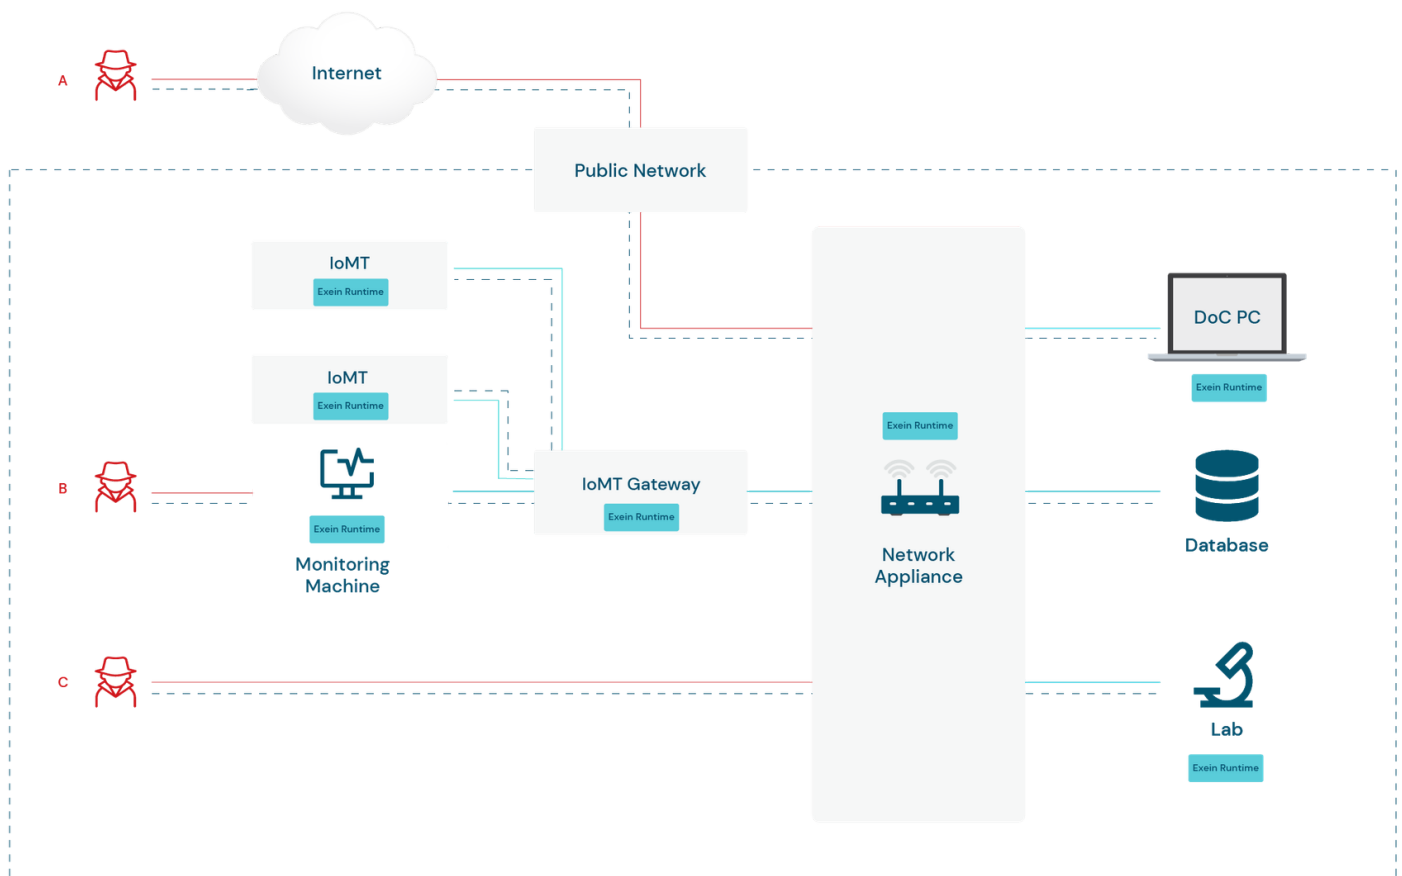 A
Internet
Public Network
IoMT
Exein Runtime
IoMT
Exein Runtime
B
Exein Runtime
Monitoring
Machine
IoMT Gateway
Exein Runtime
Exein Runtime
Network
Appliance
DoC PC
Exein Runtime
Database
C
Lab
Exein Runtime